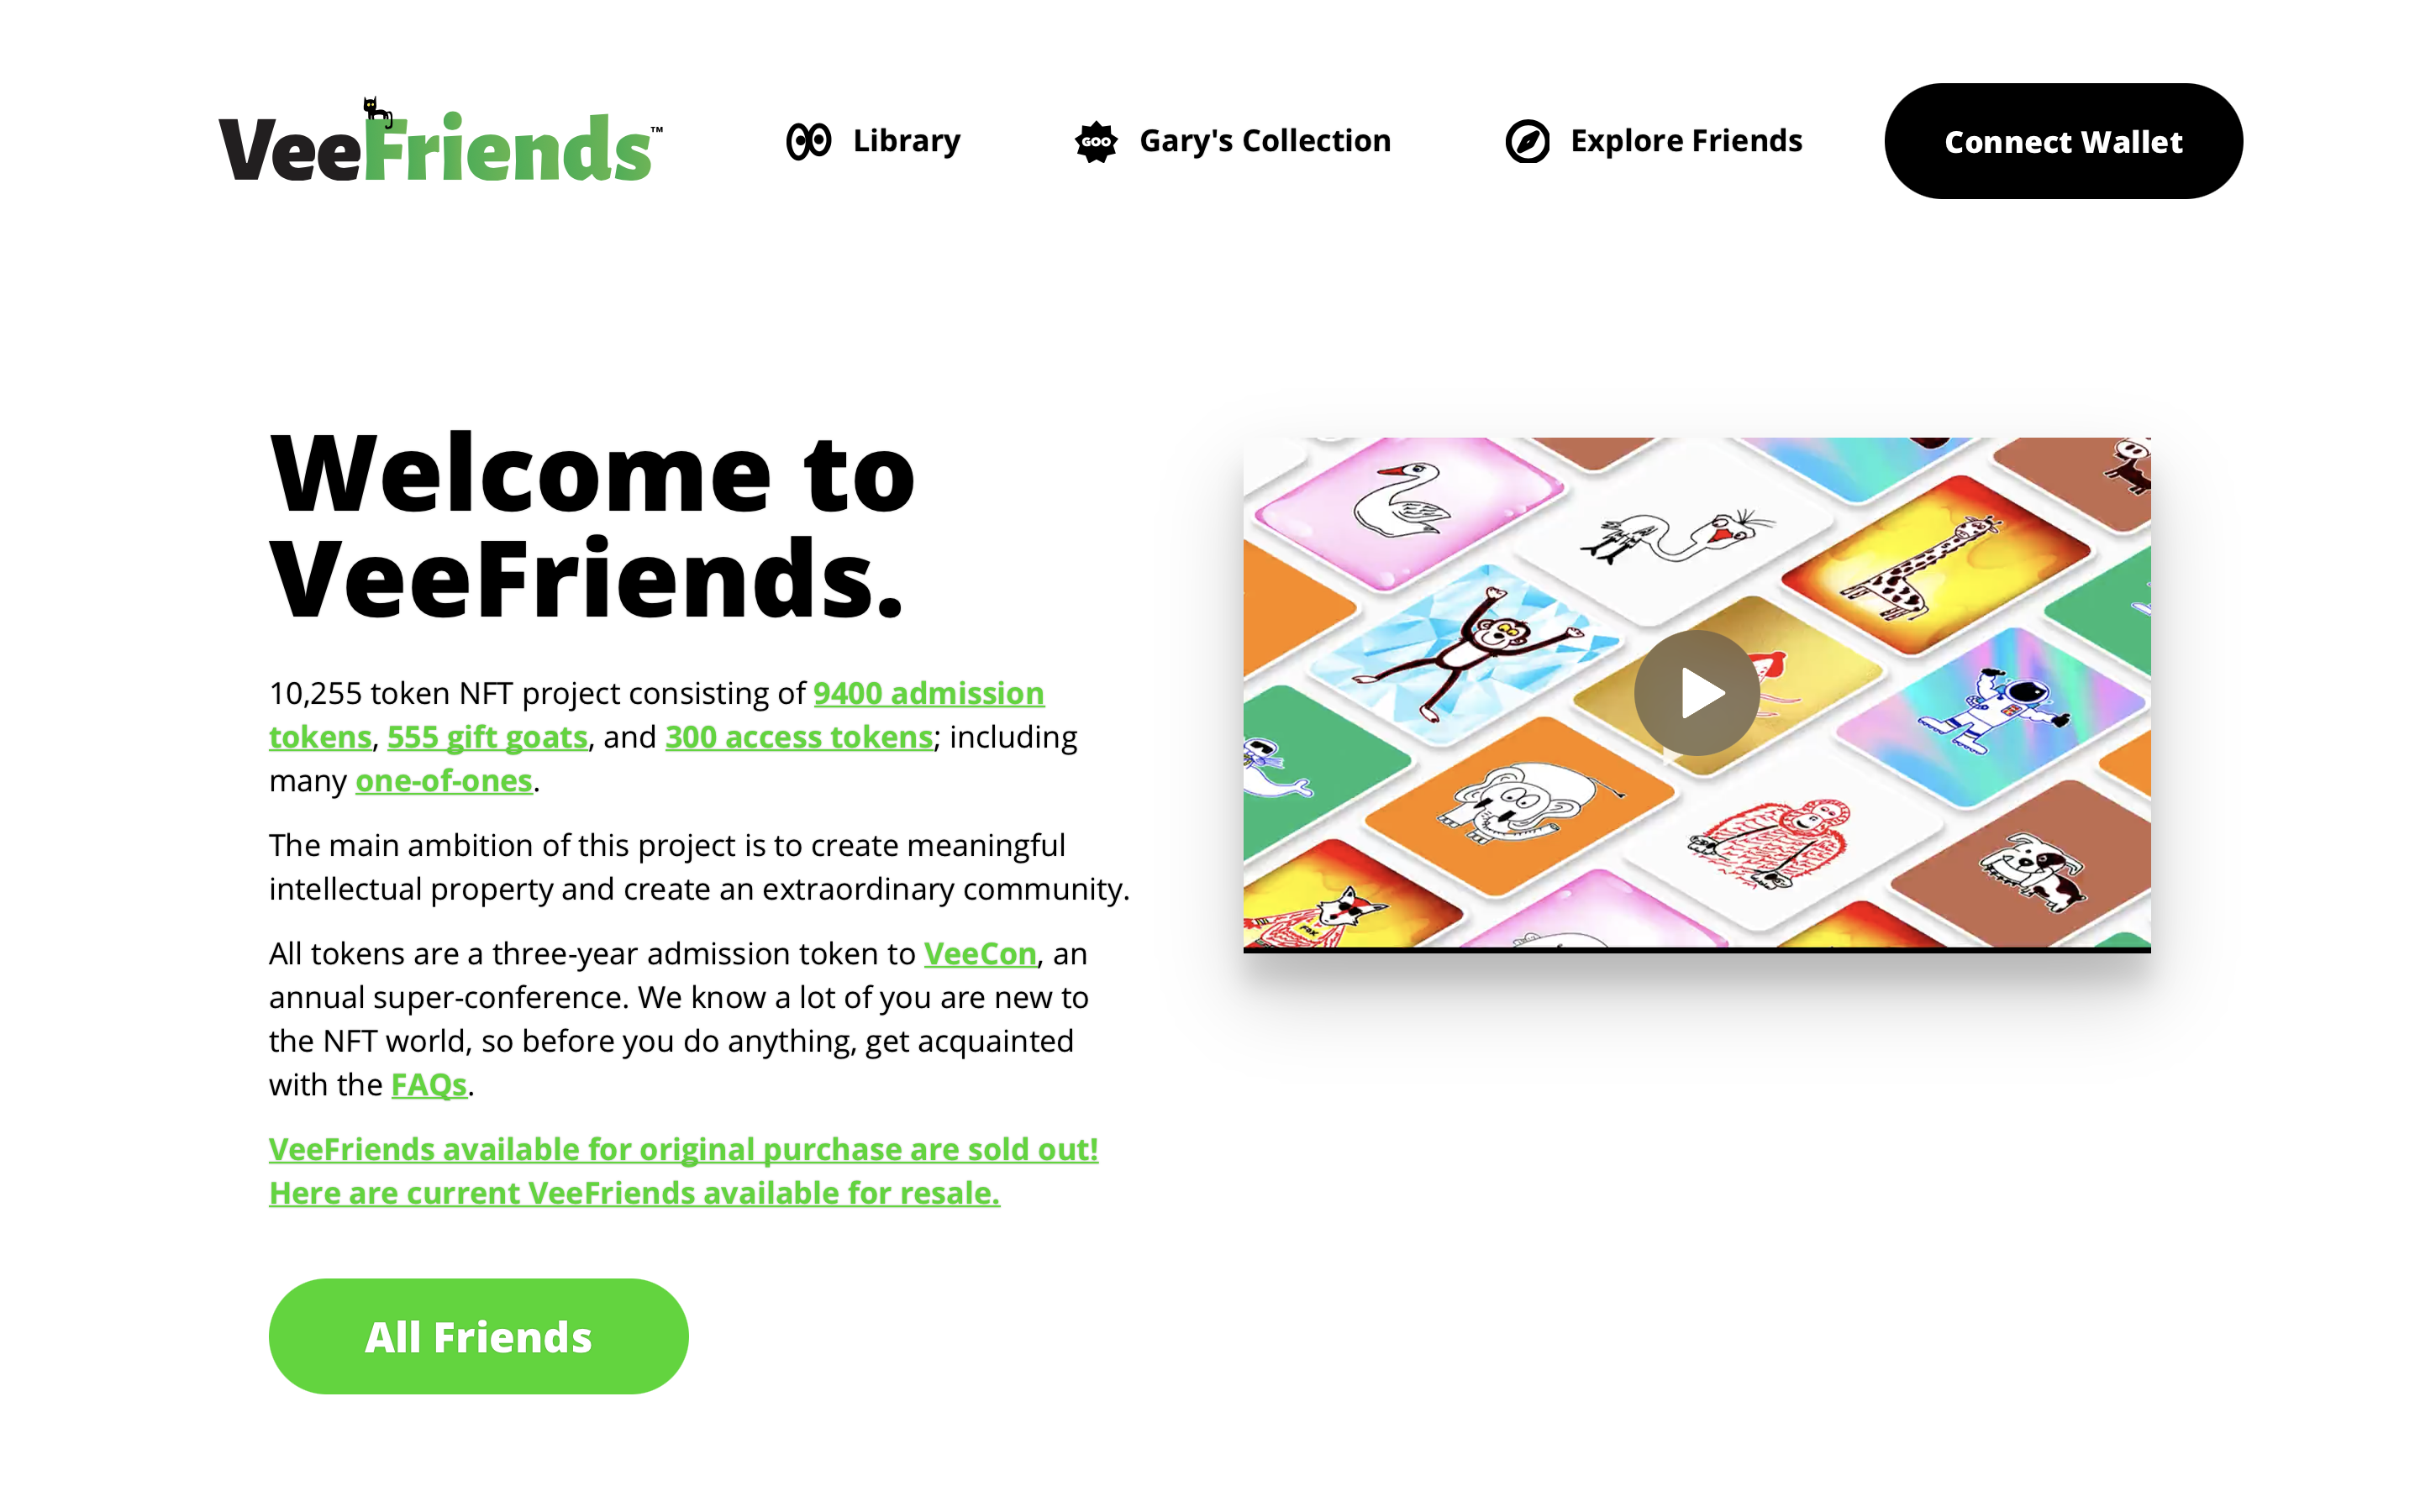 VeeFriends™
Library
GOO
Gary's Collection
Explore Friends
Connect Wallet
Welcome to
VeeFriends.
10,255 token NFT project consisting of 9400 admission
tokens, 555 gift goats, and 300 access tokens; including
many one-of-ones.
The main ambition of this project is to create meaningful
intellectual property and create an extraordinary community.
All tokens are a three-year admission token to VeeCon, an
annual super-conference. We know a lot of you are new to
the NFT world, so before you do anything, get acquainted
with the FAQs.
VeeFriends available for original purchase are sold out!
Here are current VeeFriends available for resale.
All Friends
FOX